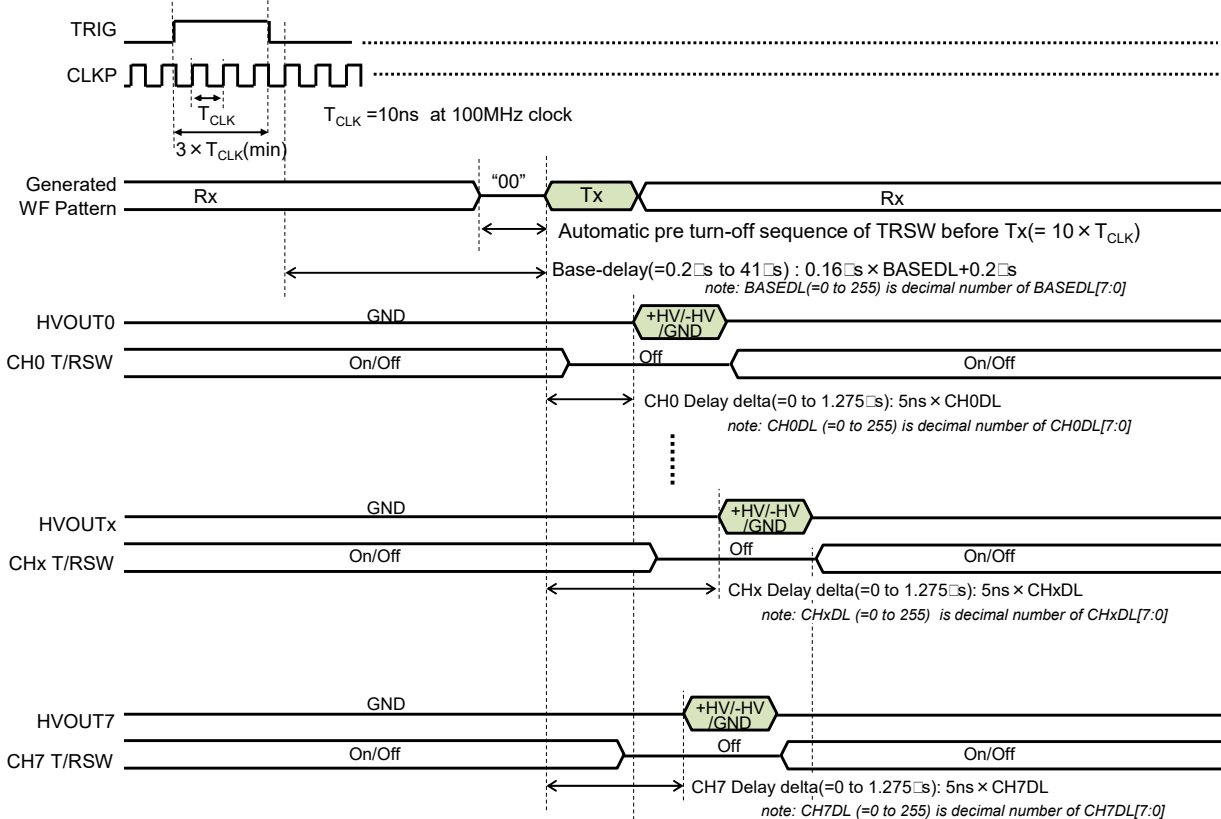 TRIG
CLKP
TCLK
TCLK =10ns at 100MHz clock
3 × TCLK(min)
Generated
WF Pattern
Rx
"00"
Tx
Rx
Automatic pre turn-off sequence of TRSW before Tx(= 10 × TCLK)
Base-delay(=0.2□s to 41□s) : 0.16□s × BASEDL+0.2□s
note: BASEDL(=0 to 255) is decimal number of BASEDL[7:0]
HVOUT0
GND
+HV/-HV
/GND
CH0 T/RSW
On/Off
Off
On/Off
CH0 Delay delta(=0 to 1.275□s): 5ns × CH0DL
note: CH0DL (=0 to 255) is decimal number of CH0DL[7:0]
HVOUTx
GND
+HV/-HV
/GND
CHx T/RSW
On/Off
Off
On/Off
CHx Delay delta(=0 to 1.275□s): 5ns × CHxDL
note: CHxDL (=0 to 255) is decimal number of CHxDL[7:0]
HVOUT7
GND
+HV/-HV
/GND
CH7 T/RSW
On/Off
Off
On/Off
CH7 Delay delta(=0 to 1.275□s): 5ns × CH7DL
note: CH7DL (=0 to 255) is decimal number of CH7DL[7:0]